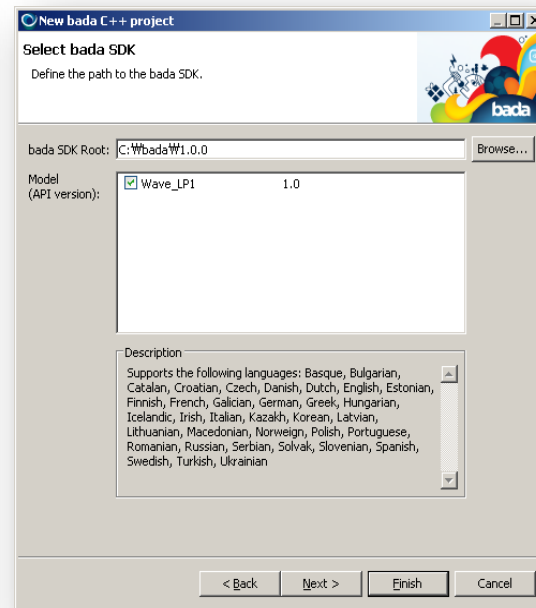 New bada C++ project
Select bada SDK
Define the path to the bada SDK.
bada
bada SDK Root:
C:₩bada₩1.0.0
Browse...
Model
(API version):
Wave_LP1 1.0
Description
Supports the following languages: Basque, Bulgarian,
Catalan, Croatian, Czech, Danish, Dutch, English, Estonian,
Finnish, French, Galician, German, Greek, Hungarian,
Icelandic, Irish, Italian, Kazakh, Korean, Latvian,
Lithuanian, Macedonian, Norweign, Polish, Portuguese,
Romanian, Russian, Serbian, Solvak, Slovenian, Spanish,
Swedish, Turkish, Ukrainian
< Back Next > Finish Cancel